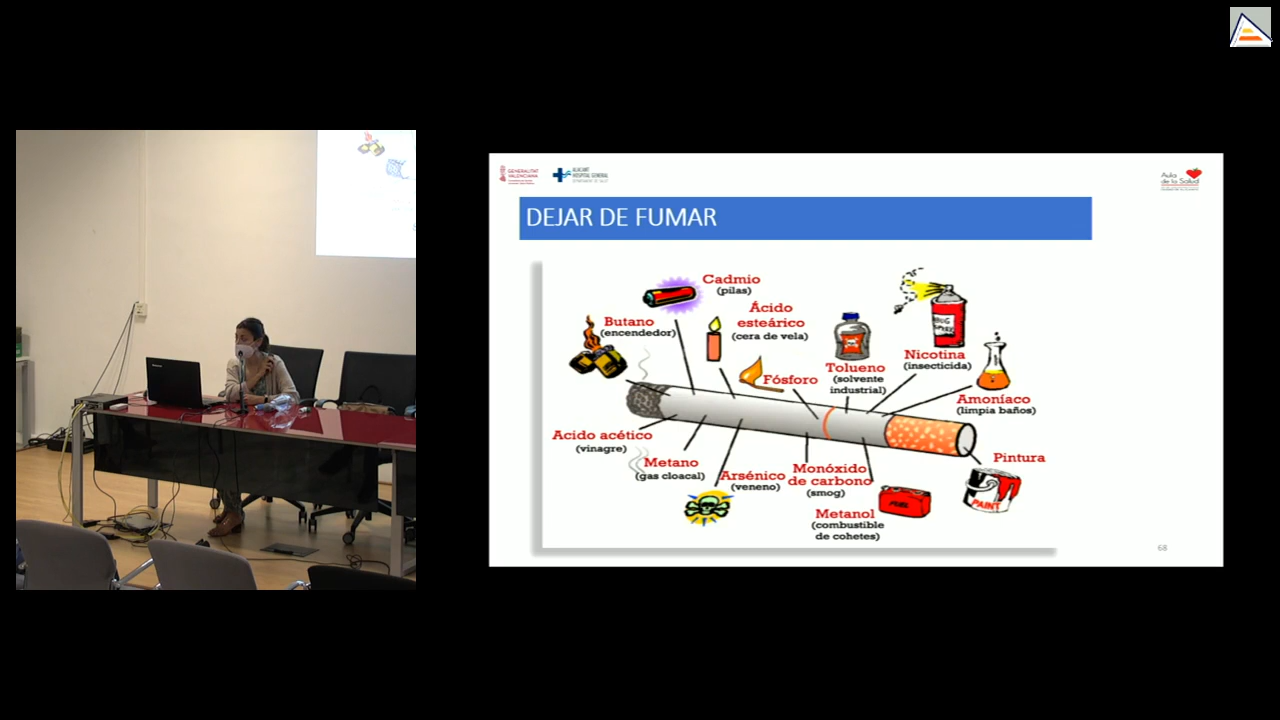 GENERALITAT
VALENCIANA
ALACANT
HOSPITAL GENERAL
Aula
de la Salud
DEJAR DE FUMAR
Cadmio
(pilas)
Butano
(encendedor)
Ácido
esteárico
(cera de vela)
Fósforo
Tolueno
(solvente
industrial)
Nicotina
(insecticida)
Amoníaco
(limpia baños)
Acido acético
(vinagre)
Metano
(gas cloacal)
Arsénico
(veneno)
Monóxido
de carbono
(smog)
Metanol
(combustible
de cohetes)
FUEL
Pintura
PAINT
68